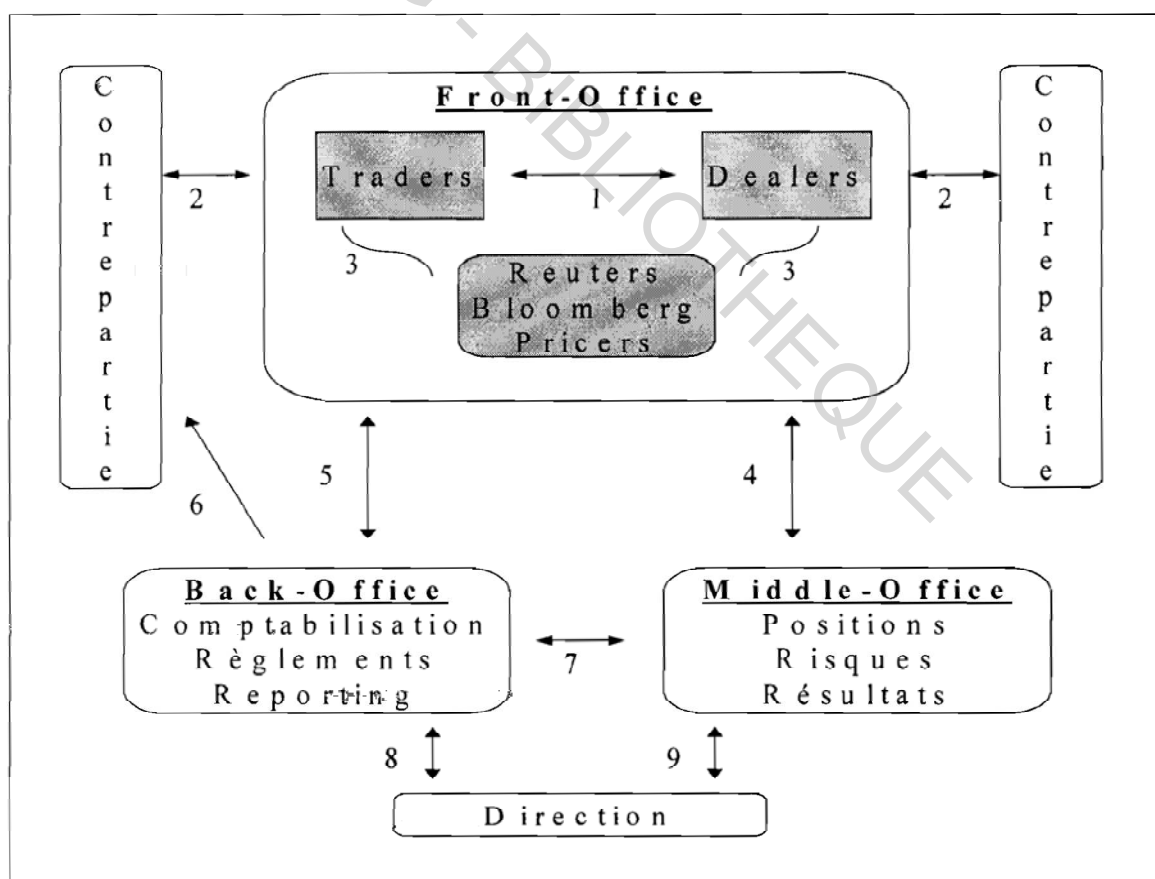 G - BIBLIOTHEQUE
Contrepartie
Front-Office
Contrepartie
Traders
Dealers
2
1
2
3
3
Reuters
Bloomberg
Pricers
5
4
6
Back-Office
Comptabilisation
Règlements
Reporting
Middle-Office
Positions
Risques
Résultats
7
8
9
Direction